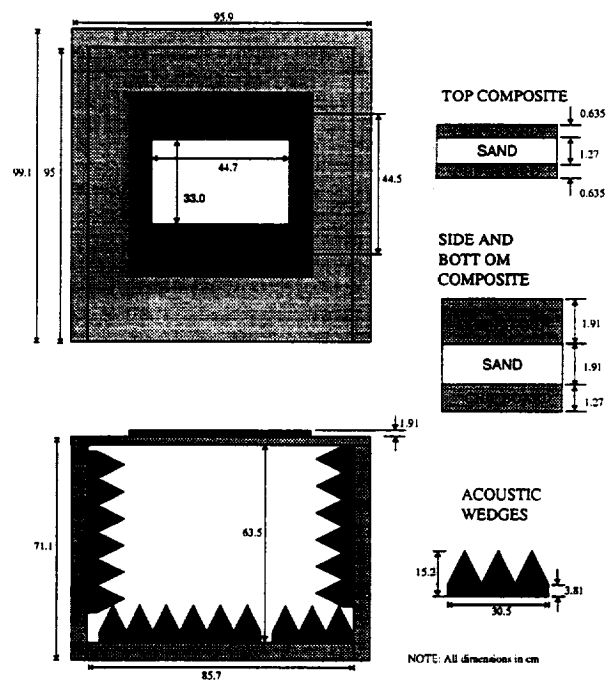 95.9
99.1
95
44.7
33.0
44.5
TOP COMPOSITE
SAND
0.635
1.27
0.635
SIDE AND
BOTT OM
COMPOSITE
SAND
1.91
1.91
1.27
1.91
71.1
63.5
85.7
ACOUSTIC
WEDGES
15.2
3.81
30.5
NOTE: All dimensions in cm